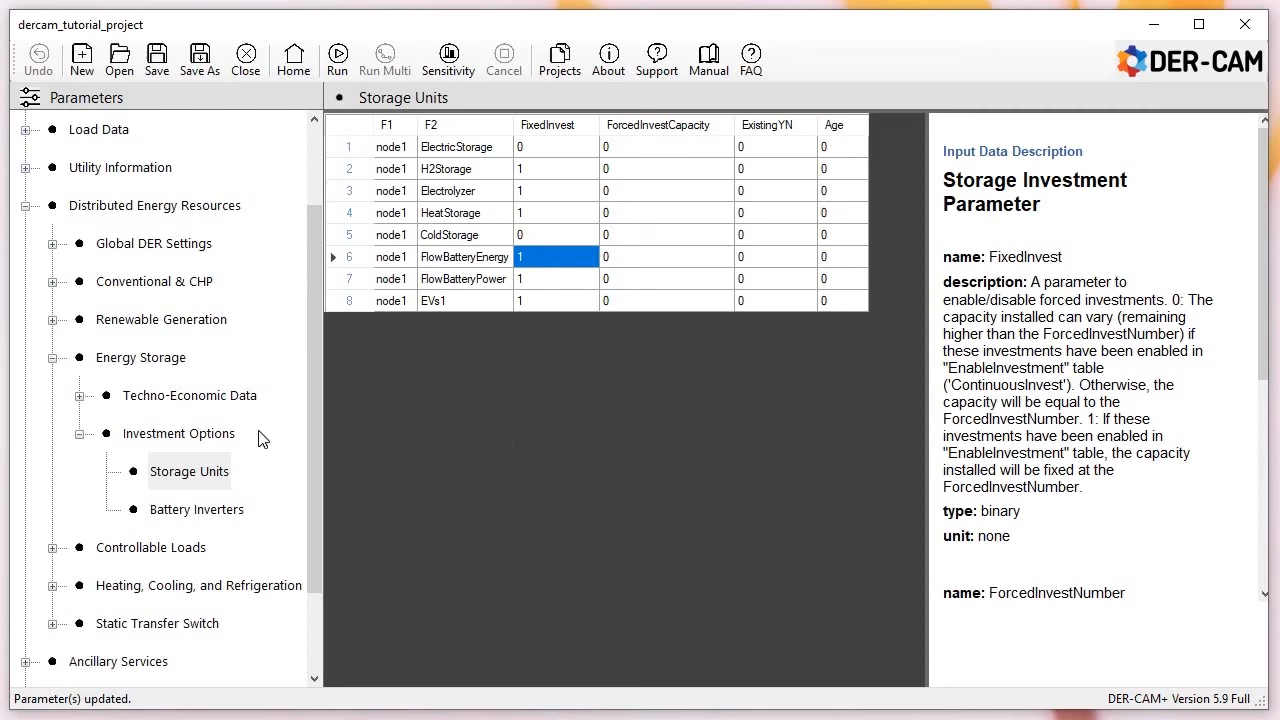 dercam_tutorial_project
Undo New Open Save Save As Close Home Run Run Multi Sensitivity Cancel Projects About Support Manual FAQ
DER-CAM
Parameters
Load Data
Utility Information
Distributed Energy Resources
Global DER Settings
Conventional & CHP
Renewable Generation
Energy Storage
Techno-Economic Data
Investment Options
Storage Units
Battery Inverters
Controllable Loads
Heating, Cooling, and Refrigeration
Static Transfer Switch
Ancillary Services
Storage Units
F1 F2 FixedInvest ForcedInvestCapacity ExistingYN Age
1 node1 ElectricStorage 0 0 0 0
2 node1 H2Storage 1 0 0 0
3 node1 Electrolyzer 1 0 0 0
4 node1 HeatStorage 1 0 0 0
5 node1 ColdStorage 0 0 0 0
6 node1 FlowBatteryEnergy 1 0 0 0
7 node1 FlowBatteryPower 1 0 0 0
8 node1 EVs1 1 0 0 0
Input Data Description
Storage Investment
Parameter
name: FixedInvest
description: A parameter to
enable/disable forced investments. 0: The
capacity installed can vary (remaining
higher than the ForcedInvestNumber) if
these investments have been enabled in
"EnableInvestment" table
('ContinuousInvest'). Otherwise, the
capacity will be equal to the
ForcedInvestNumber. 1: If these
investments have been enabled in
"EnableInvestment" table, the capacity
installed will be fixed at the
ForcedInvestNumber.
type: binary
unit: none
name: ForcedInvestNumber
Parameter(s) updated.
DER-CAM+ Version 5.9 Full